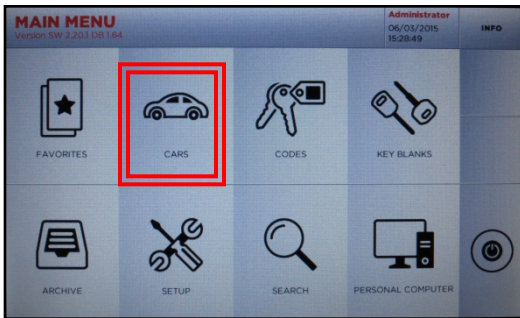 MAIN MENU
Version SW 2.20.1 DB 1.64
Administrator
06/03/2015
15:28:49
INFO
FAVORITES
CARS
CODES
KEY BLANKS
ARCHIVE
SETUP
SEARCH
PERSONAL COMPUTER